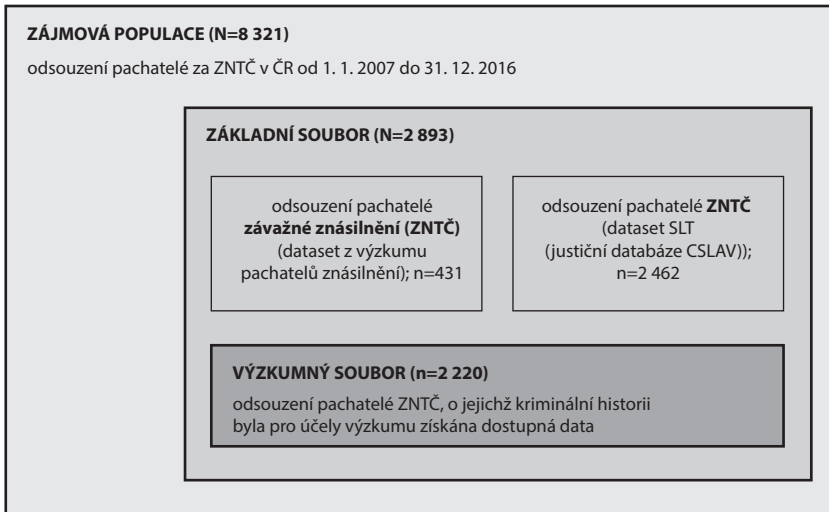 ZÁJMOVÁ POPULACE (N=8 321)
odsouzení pachatelé za ZNTČ v ČR od 1. 1. 2007 do 31. 12. 2016
ZÁKLADNÍ SOUBOR (N=2 893)
odsouzení pachatelé
závažné znásilnění (ZNTČ)
(dataset z výzkumu
pachatelů znásilnění); n=431
odsouzení pachatelé ZNTČ
(dataset SLT
(justiční databáze CSLAV));
n=2 462
VÝZKUMNÝ SOUBOR (n=2 220)
odsouzení pachatelé ZNTČ, o jejichž kriminální historii
byla pro účely výzkumu získána dostupná data